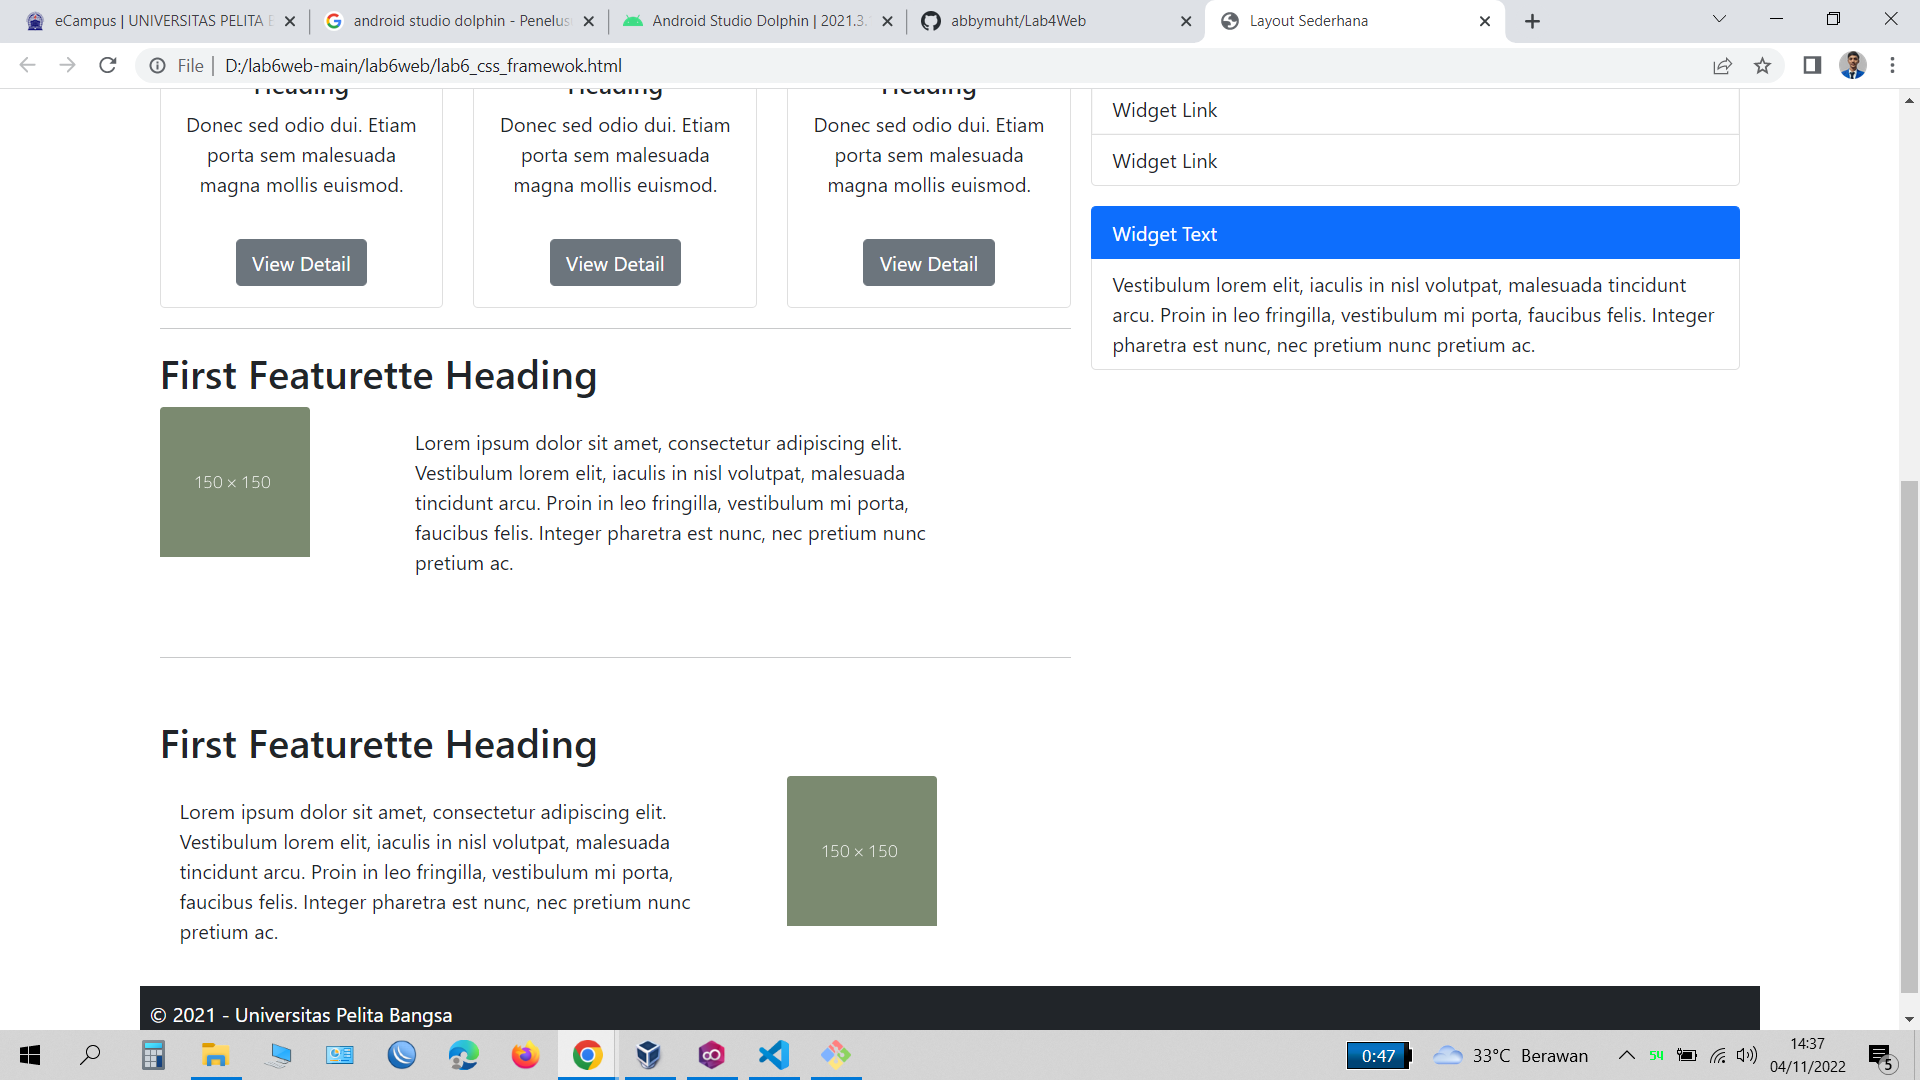 eCampus | UNIVERSITAS PELITA B
android studio dolphin - Penelus
Android Studio Dolphin | 2021.3.
abbymuht/Lab4Web
Layout Sederhana
File | D:/lab6web-main/lab6web/lab6_css_framewok.html
Heading
Donec sed odio dui. Etiam
porta sem malesuada
magna mollis euismod.
View Detail
Heading
Donec sed odio dui. Etiam
porta sem malesuada
magna mollis euismod.
View Detail
Heading
Donec sed odio dui. Etiam
porta sem malesuada
magna mollis euismod.
View Detail
Widget Link
Widget Link
Widget Text
Vestibulum lorem elit, iaculis in nisl volutpat, malesuada tincidunt
arcu. Proin in leo fringilla, vestibulum mi porta, faucibus felis. Integer
pharetra est nunc, nec pretium nunc pretium ac.
First Featurette Heading
150 × 150
Lorem ipsum dolor sit amet, consectetur adipiscing elit.
Vestibulum lorem elit, iaculis in nisl volutpat, malesuada
tincidunt arcu. Proin in leo fringilla, vestibulum mi porta,
faucibus felis. Integer pharetra est nunc, nec pretium nunc
pretium ac.
First Featurette Heading
Lorem ipsum dolor sit amet, consectetur adipiscing elit.
Vestibulum lorem elit, iaculis in nisl volutpat, malesuada
tincidunt arcu. Proin in leo fringilla, vestibulum mi porta,
faucibus felis. Integer pharetra est nunc, nec pretium nunc
pretium ac.
150 × 150
© 2021 - Universitas Pelita Bangsa
0:47
33°C Berawan
54
14:37
04/11/2022
5